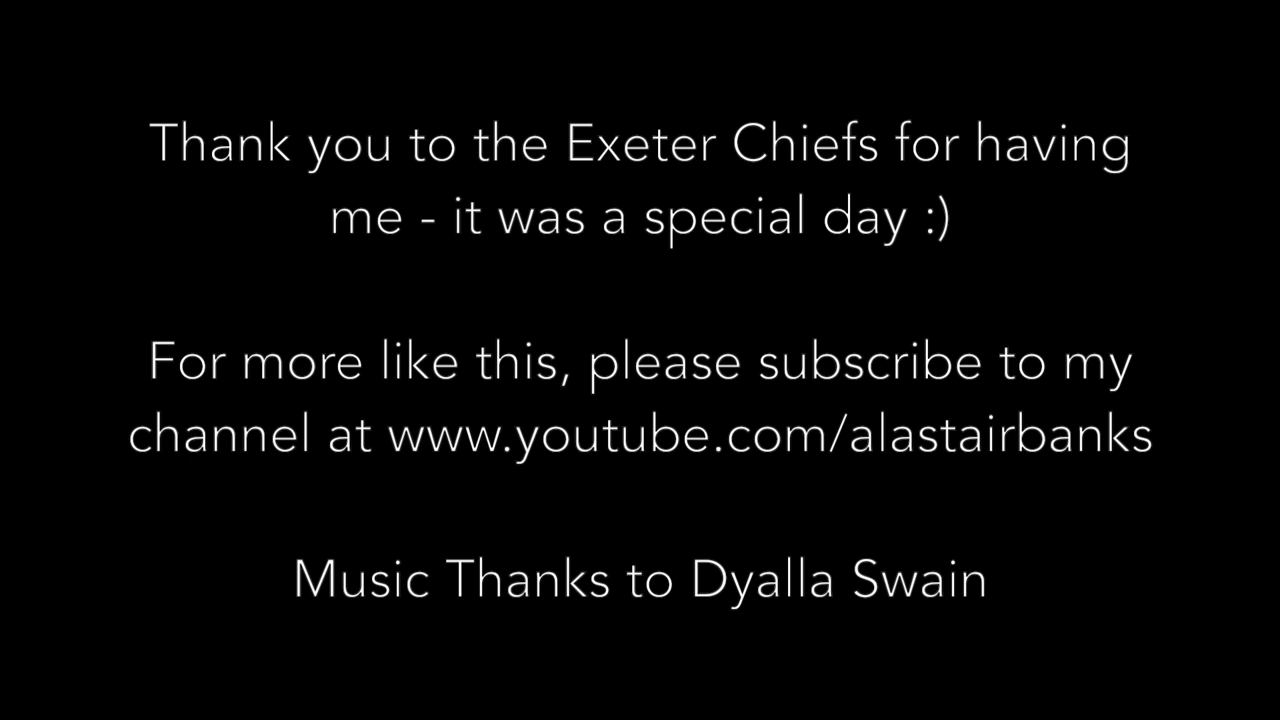 Thank you to the Exeter Chiefs for having
me - it was a special day :)
For more like this, please subscribe to my
channel at www.youtube.com/alastairbanks
Music Thanks to Dyalla Swain